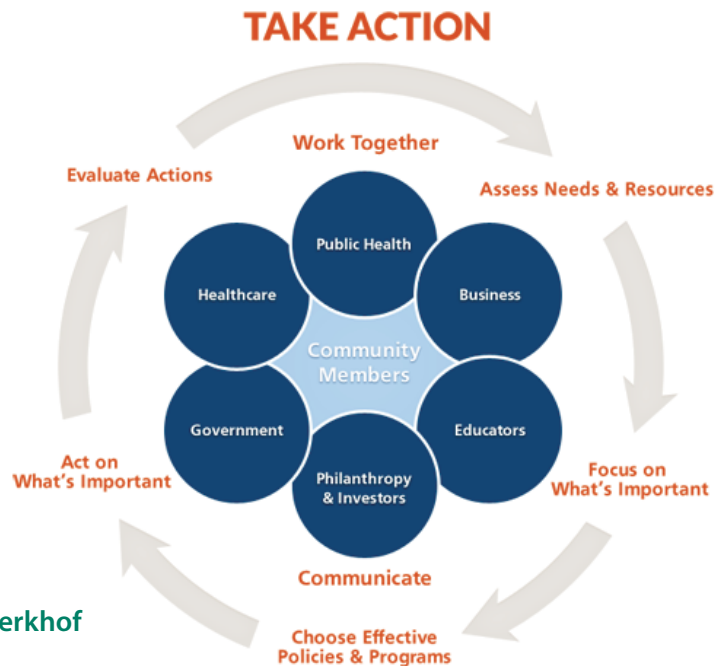 TAKE ACTION
Work Together
Evaluate Actions
Assess Needs & Resources
Public Health
Healthcare
Business
Community
Members
Government
Educators
Philanthropy
& Investors
Act on
What's Important
Focus on
What's Important
Communicate
erkhof
Choose Effective
Policies & Programs